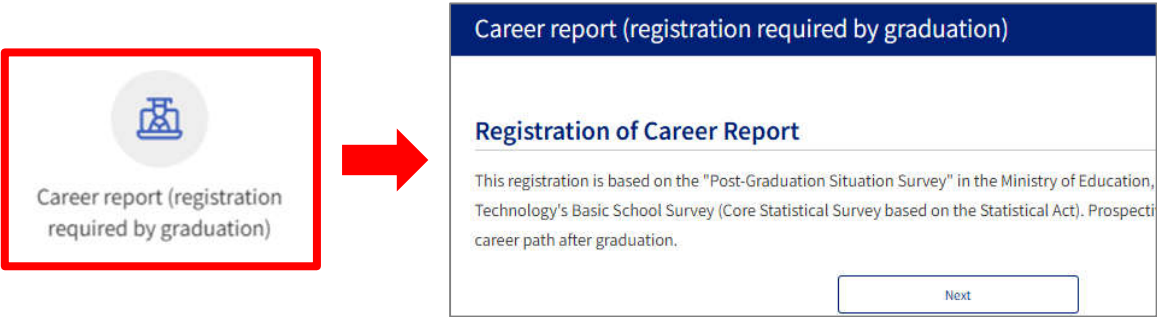 Career report (registration
required by graduation)
Career report (registration required by graduation)
Registration of Career Report
This registration is based on the "Post-Graduation Situation Survey" in the Ministry of Education,
Technology's Basic School Survey (Core Statistical Survey based on the Statistical Act). Prospecti
career path after graduation.
Next